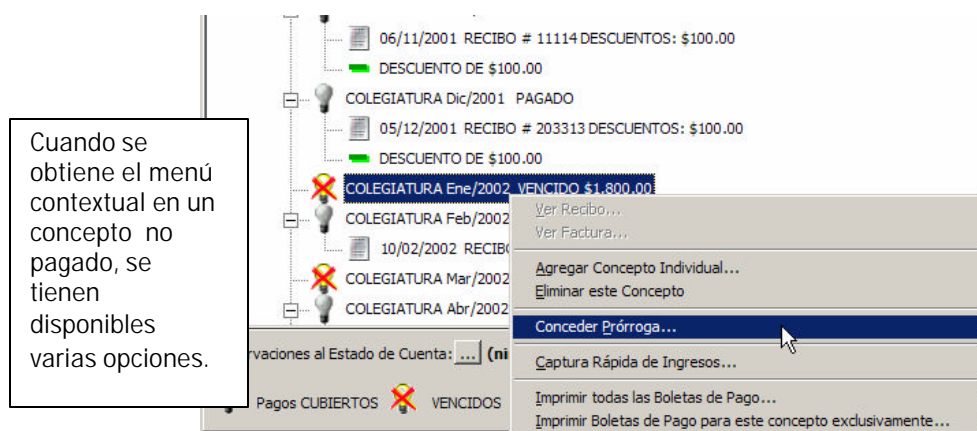 06/11/2001 RECIBO # 11114 DESCUENTOS: $100.00
DESCUENTO DE $100.00
COLEGIATURA Dic/2001 PAGADO
05/12/2001 RECIBO # 203313 DESCUENTOS: $100.00
DESCUENTO DE $100.00
COLEGIATURA Ene/2002 VENCIDO $1,800.00
COLEGIATURA Feb/2002
10/02/2002 RECIB
COLEGIATURA Mar/2002
COLEGIATURA Abr/2002
Cuando se
obtiene el menú
contextual en un
concepto no
pagado, se
tienen
disponibles
varias opciones.
Ver Recibo...
Ver Factura...
Agregar Concepto Individual...
Eliminar este Concepto
Conceder Prórroga...
Captura Rápida de Ingresos...
Imprimir todas las Boletas de Pago...
Imprimir Boletas de Pago para este concepto exclusivamente...
rvaciones al Estado de Cuenta: ... (ni
Pagos CUBIERTOS VENCIDOS